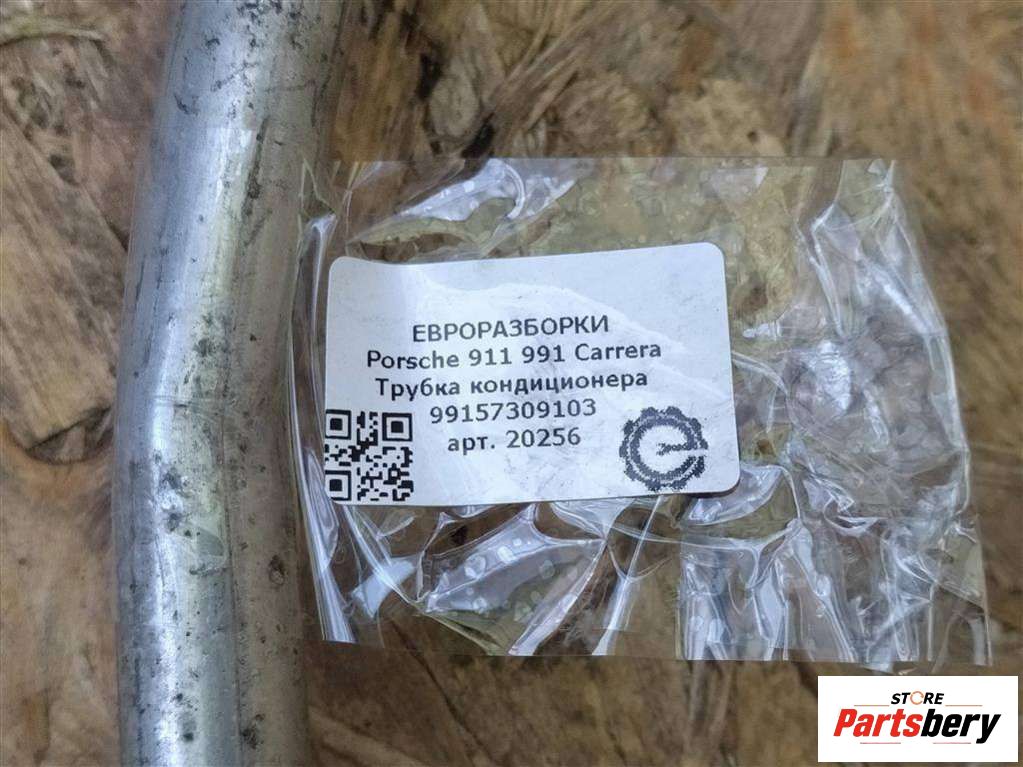 ЕВРОРАЗБОРКИ
Porsche 911 991 Carrera
Трубка кондиционера
99157309103
арт. 20256
STORE
Partsbery